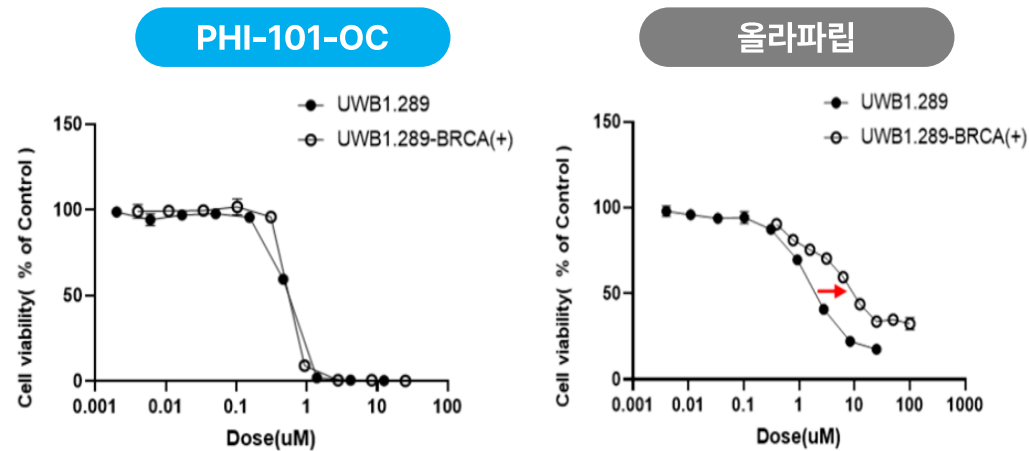 PHI-101-OC
UWB1.289
UWB1.289-BRCA(+)
150
100
50
0
Cell viability( % of Control )
0.001
0.01
0.1
1
10
100
Dose(uM)
올라파립
UWB1.289
UWB1.289-BRCA(+)
150
100
50
0
Cell viability( % of Control )
0.001
0.01
0.1
1
10
100
1000
Dose(uM)